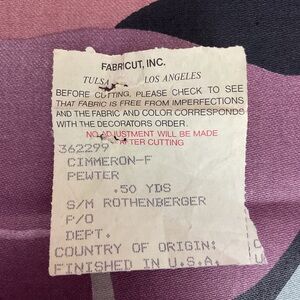 FABRICUT, INC.
TULSA LOS ANGELES
BEFORE CUTTING, PLEASE CHECK TO SEE
THAT FABRIC IS FREE FROM IMPERFECTIONS
AND THE FABRIC AND COLOR CORRESPONDS
WITH THE DECORATORS ORDER.
NO ADJUSTMENT WILL BE MADE
AFTER CUTTING
362299
CIMMERON-F
PEWTER
.50 YDS
S/M ROTHENBERGER
P/O
DEPT.
COUNTRY OF ORIGIN:
FINISHED IN U.S.A.